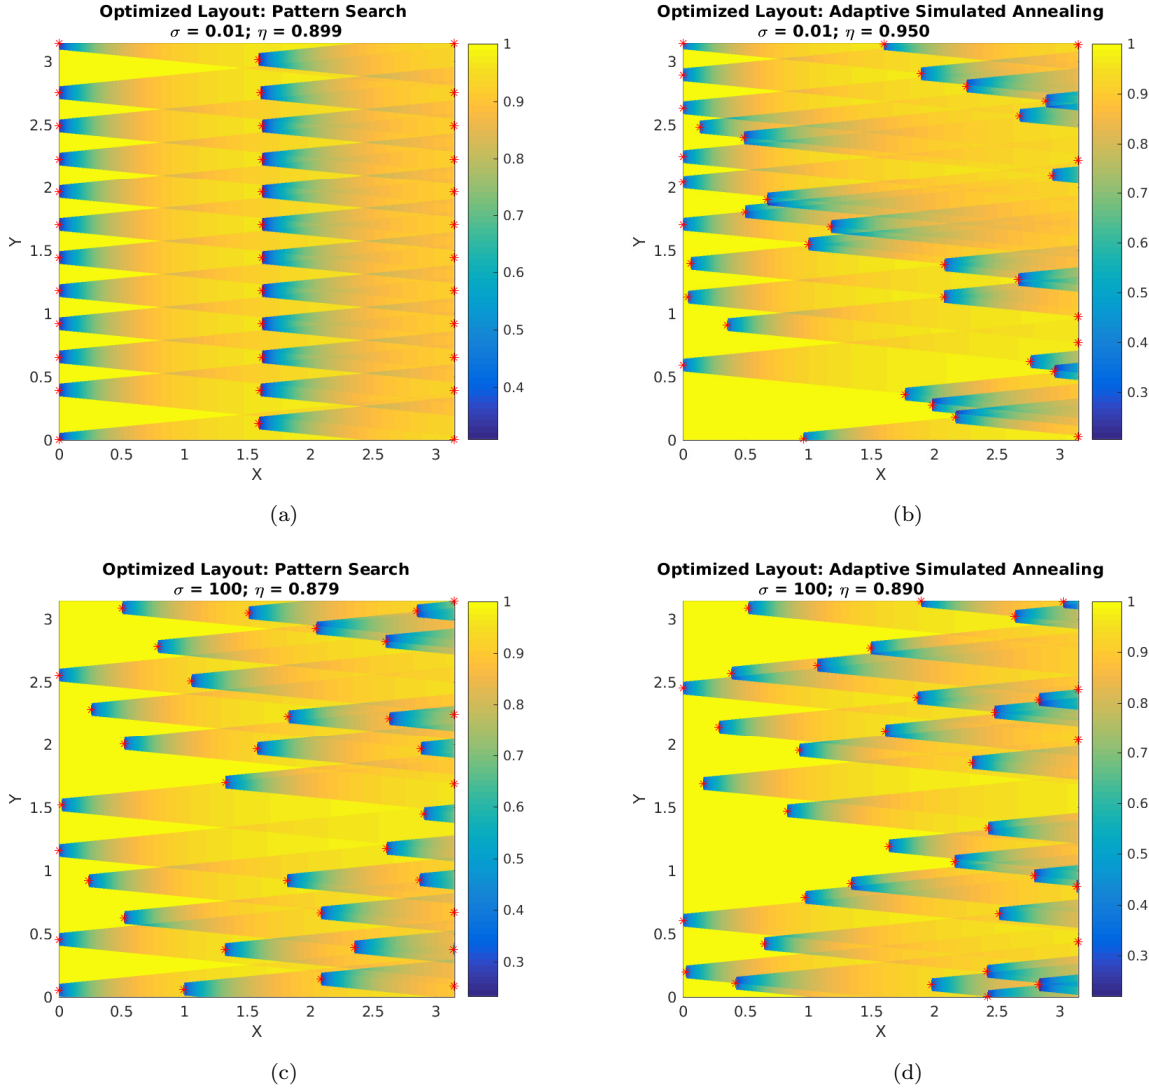 Optimized Layout: Pattern Search
σ = 0.01; η = 0.899
3
2.5
2
1.5
1
0.5
0
Y
0 0.5 1 1.5 2 2.5 3
X
1
0.9
0.8
0.7
0.6
0.5
0.4
(a)
Optimized Layout: Adaptive Simulated Annealing
σ = 0.01; η = 0.950
3
2.5
2
1.5
1
0.5
0
Y
0 0.5 1 1.5 2 2.5 3
X
1
0.9
0.8
0.7
0.6
0.5
0.4
0.3
(b)
Optimized Layout: Pattern Search
σ = 100; η = 0.879
3
2.5
2
1.5
1
0.5
0
Y
0 0.5 1 1.5 2 2.5 3
X
1
0.9
0.8
0.7
0.6
0.5
0.4
0.3
(c)
Optimized Layout: Adaptive Simulated Annealing
σ = 100; η = 0.890
3
2.5
2
1.5
1
0.5
0
Y
0 0.5 1 1.5 2 2.5 3
X
1
0.9
0.8
0.7
0.6
0.5
0.4
0.3
(d)